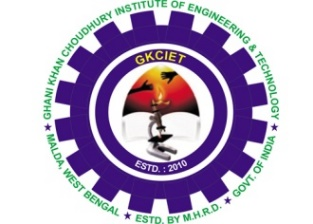 GHANI KHAN CHOUDHURY INSTITUTE OF ENGINEERING & TECHNOLOGY
MALDA, WEST BENGAL ★ ESTD. BY M.H.R.D. ★ GOVT. OF INDIA ★
GKCIET
ESTD. : 2010